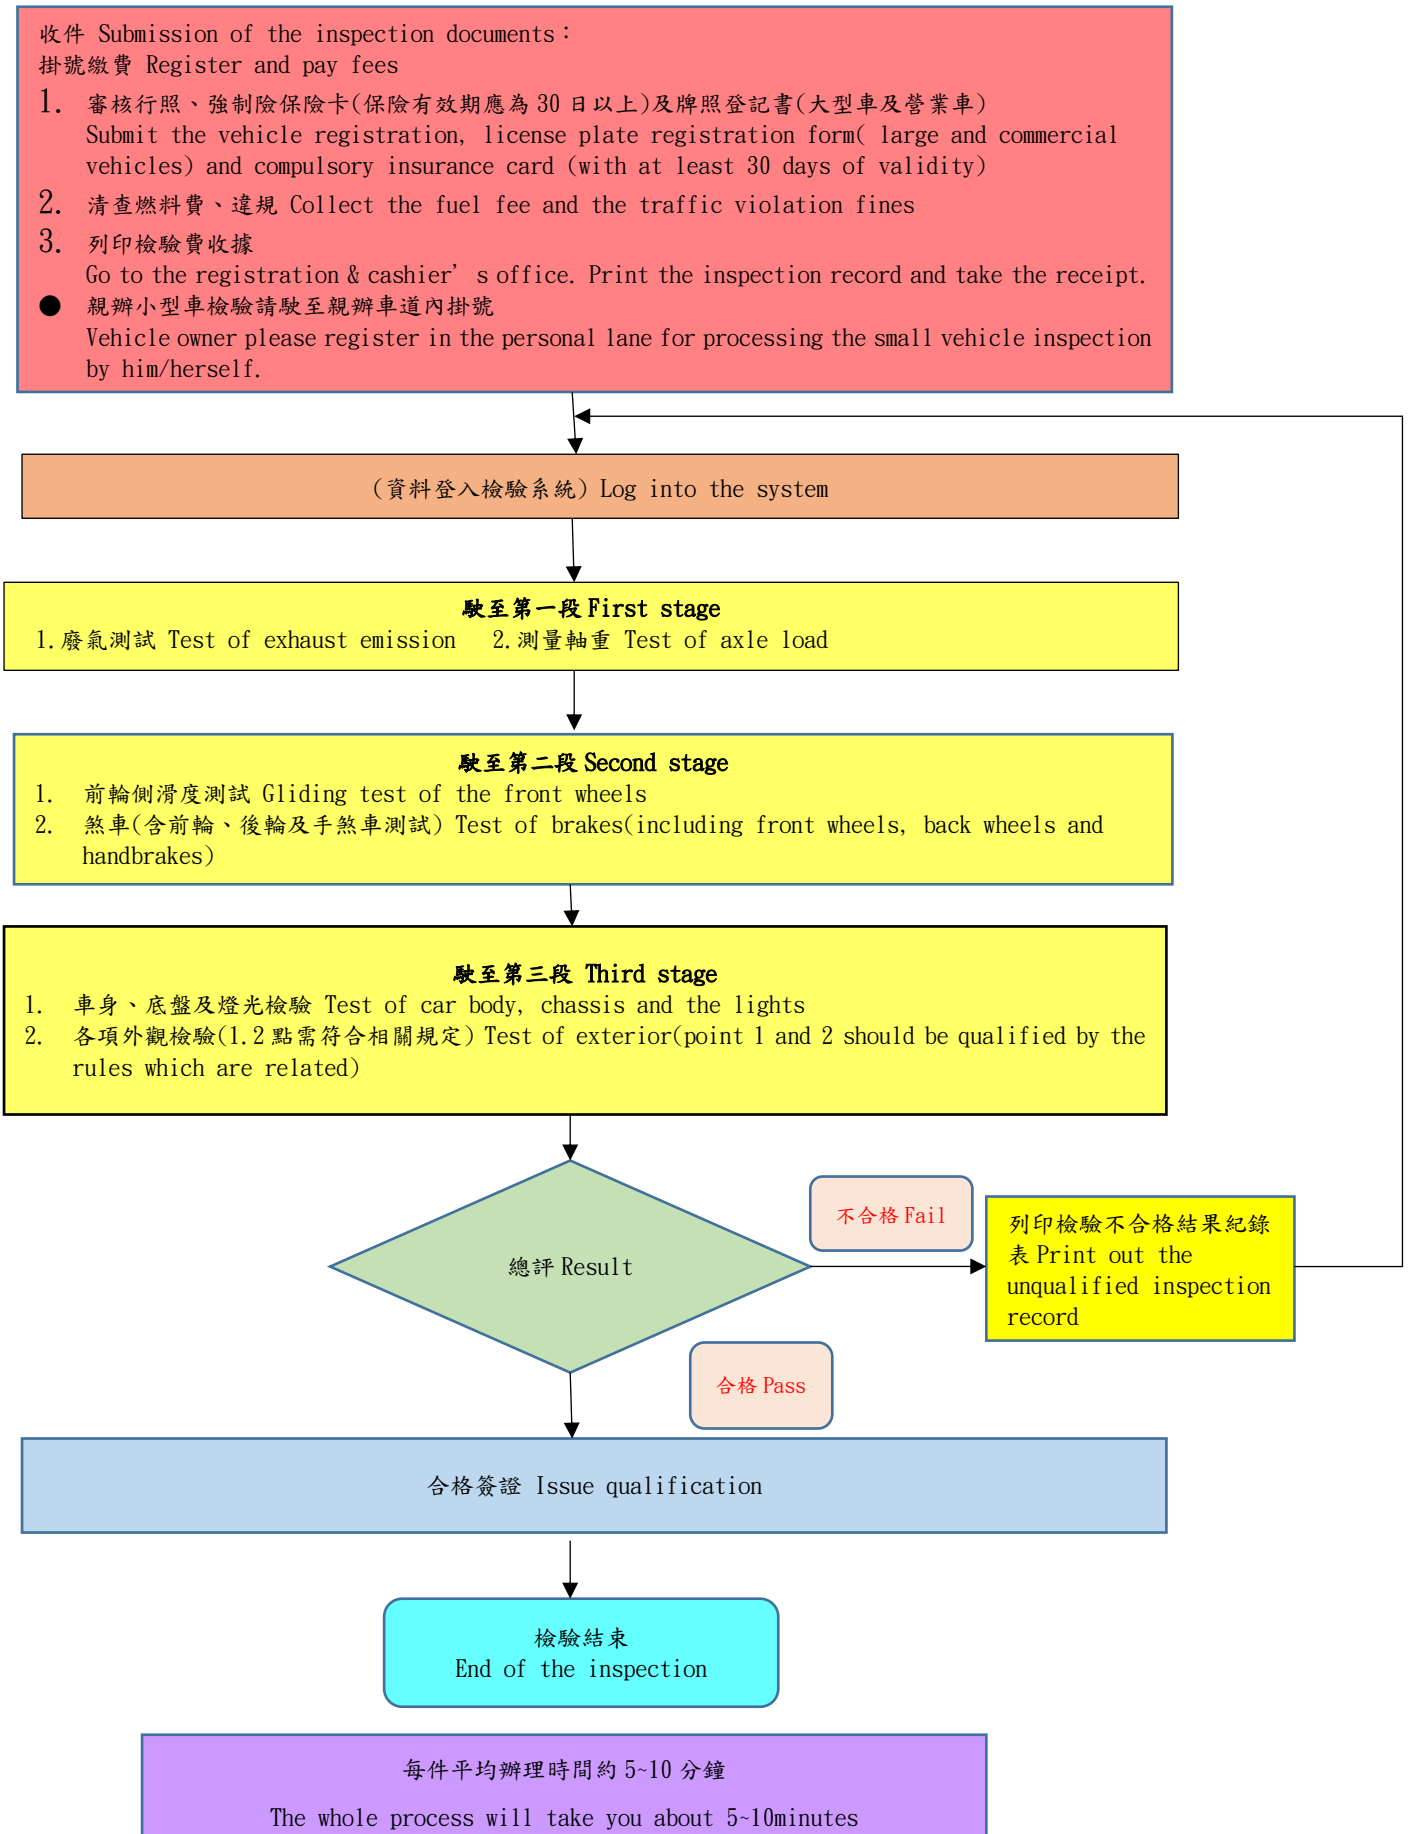 收件 Submission of the inspection documents：
掛號繳費 Register and pay fees
1. 審核行照、強制險保險卡(保險有效期應為 30 日以上)及牌照登記書(大型車及營業車)
Submit the vehicle registration, license plate registration form( large and commercial
vehicles) and compulsory insurance card (with at least 30 days of validity)
2. 清查燃料費、違規 Collect the fuel fee and the traffic violation fines
3. 列印檢驗費收據
Go to the registration & cashier’s office. Print the inspection record and take the receipt.
● 親辦小型車檢驗請駛至親辦車道內掛號
Vehicle owner please register in the personal lane for processing the small vehicle inspection
by him/herself.
(資料登入檢驗系統) Log into the system
駛至第一段 First stage
1.廢氣測試 Test of exhaust emission 2.測量軸重 Test of axle load
駛至第二段 Second stage
1. 前輪側滑度測試 Gliding test of the front wheels
2. 煞車(含前輪、後輪及手煞車測試) Test of brakes(including front wheels, back wheels and
handbrakes)
駛至第三段 Third stage
1. 車身、底盤及燈光檢驗 Test of car body, chassis and the lights
2. 各項外觀檢驗(1.2 點需符合相關規定) Test of exterior(point 1 and 2 should be qualified by the
rules which are related)
不合格 Fail
列印檢驗不合格結果紀錄
表 Print out the
unqualified inspection
record
總評 Result
合格 Pass
合格簽證 Issue qualification
檢驗結束
End of the inspection
每件平均辦理時間約 5~10 分鐘
The whole process will take you about 5~10minutes